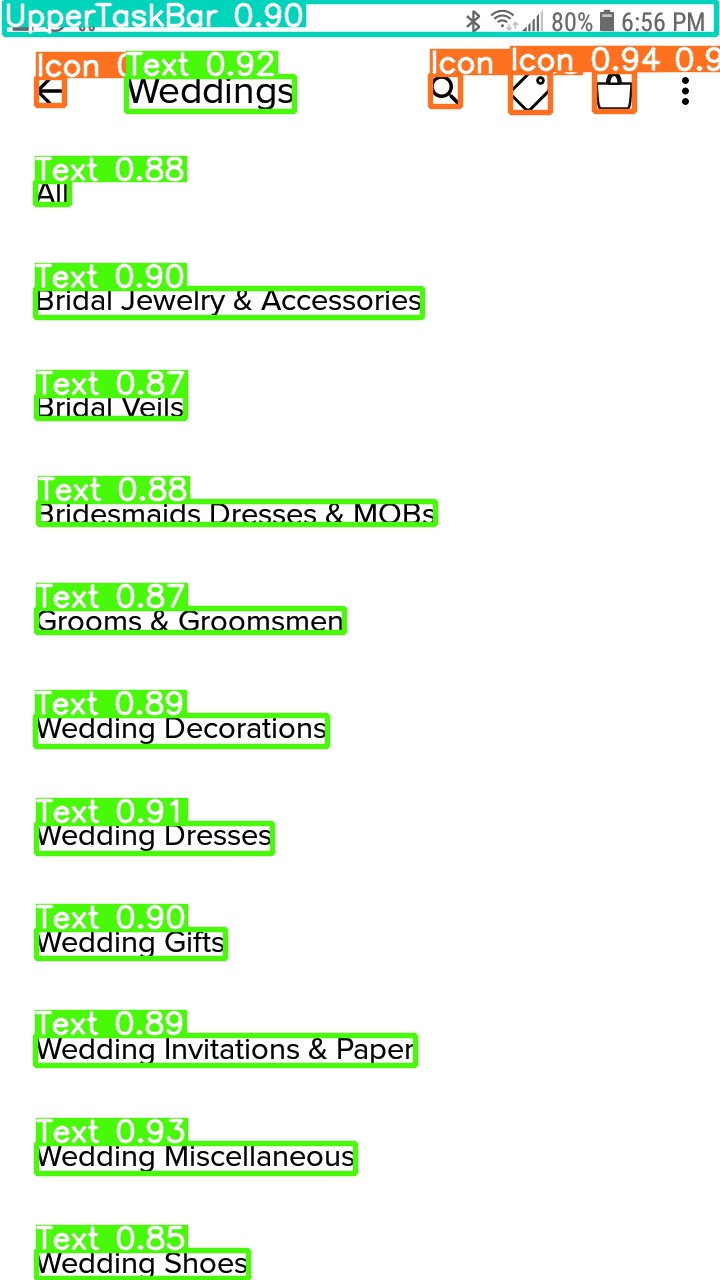 UpperTaskBar 0.90
80% 6:56 PM
Icon Text 0.92 Icon Icon 0.94
Weddings
Text 0.88
All
Text 0.90
Bridal Jewelry & Accessories
Text 0.87
Bridal Veils
Text 0.88
Bridesmaids Dresses & MOBs
Text 0.87
Grooms & Groomsmen
Text 0.89
Wedding Decorations
Text 0.91
Wedding Dresses
Text 0.90
Wedding Gifts
Text 0.89
Wedding Invitations & Paper
Text 0.93
Wedding Miscellaneous
Text 0.85
Wedding Shoes